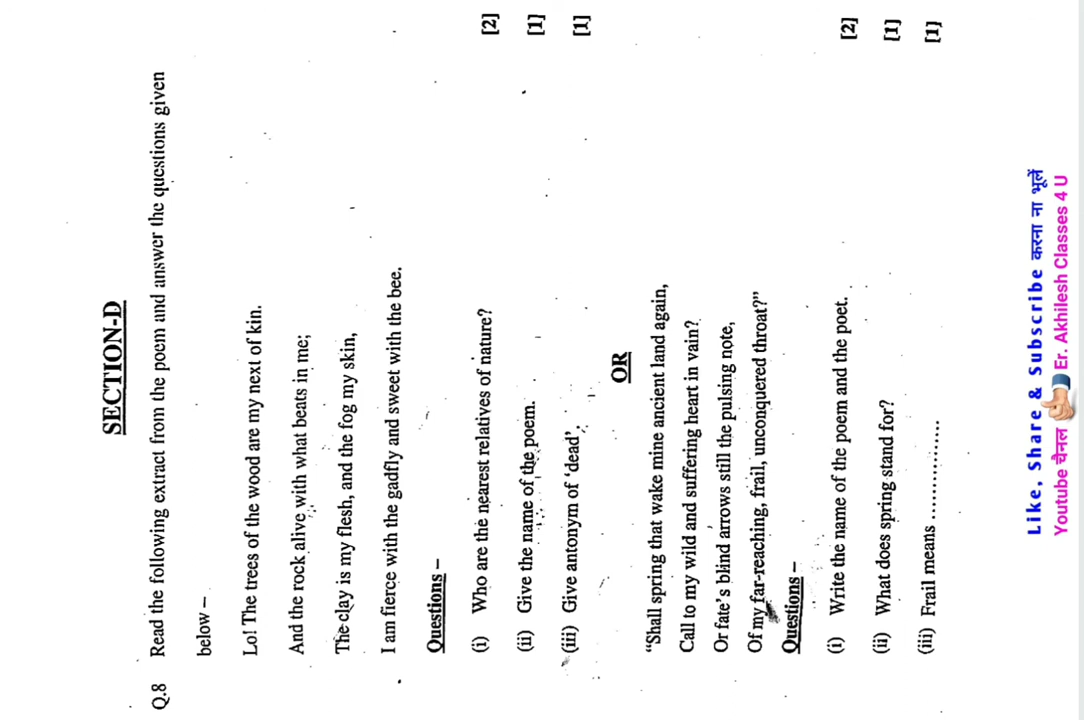 SECTION-D
Q.8 Read the following extract from the poem and answer the questions given
below –
Lo! The trees of the wood are my next of kin.
And the rock alive with what beats in me;
The clay is my flesh, and the fog my skin,
I am fierce with the gadfly and sweet with the bee.
Questions –
(i) Who are the nearest relatives of nature? [2]
(ii) Give the name of the poem. [1]
(iii) Give antonym of ‘dead’. [1]
OR
“Shall spring that wake mine ancient land again,
Call to my wild and suffering heart in vain?
Or fate’s blind arrows still the pulsing note,
Of my far-reaching, frail, unconquered throat?”
Questions –
(i) Write the name of the poem and the poet. [2]
(ii) What does spring stand for? [1]
(iii) Frail means ................ [1]
Like, Share & Subscribe करना ना भूलें
Youtube चैनल Er. Akhilesh Classes 4 U